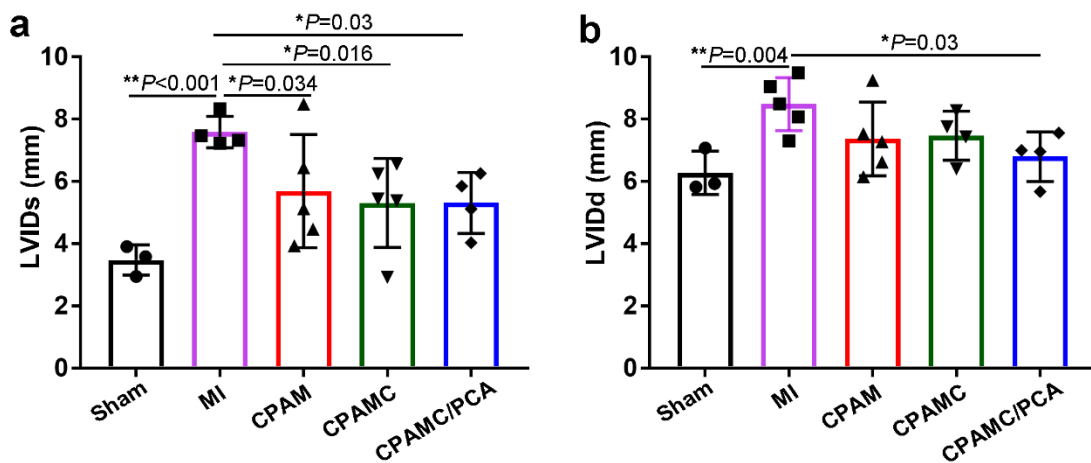 a
*P=0.03
*P=0.016
**P<0.001
*P=0.034
LVIDs (mm)
10
8
6
4
2
0
Sham
MI
CPAM
CPAMC
CPAMC/PCA
b
**P=0.004
*P=0.03
LVIDd (mm)
10
8
6
4
2
0
Sham
MI
CPAM
CPAMC
CPAMC/PCA